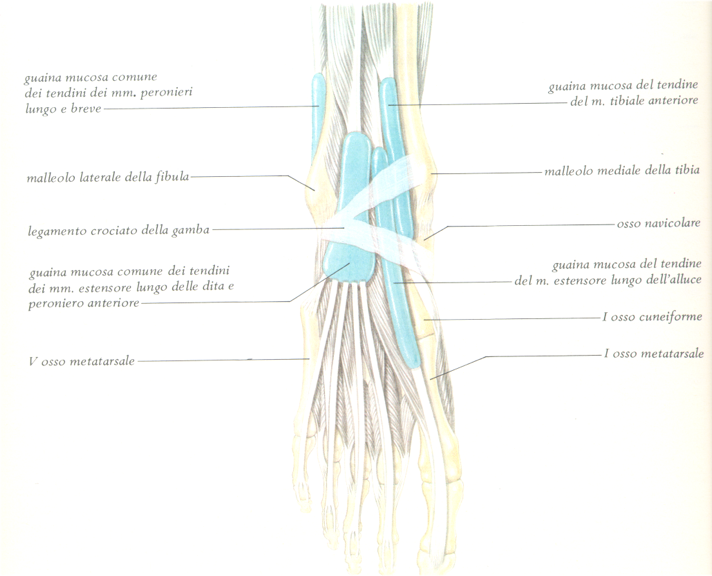 guaina mucosa comune
dei tendini dei mm. peronieri
lungo e breve
malleolo laterale della fibula
legamento crociato della gamba
guaina mucosa comune dei tendini
dei mm. estensore lungo delle dita e
peroniero anteriore
V osso metatarsale
guaina mucosa del tendine
del m. tibiale anteriore
malleolo mediale della tibia
osso navicolare
guaina mucosa del tendine
del m. estensore lungo dell'alluce
I osso cuneiforme
I osso metatarsale